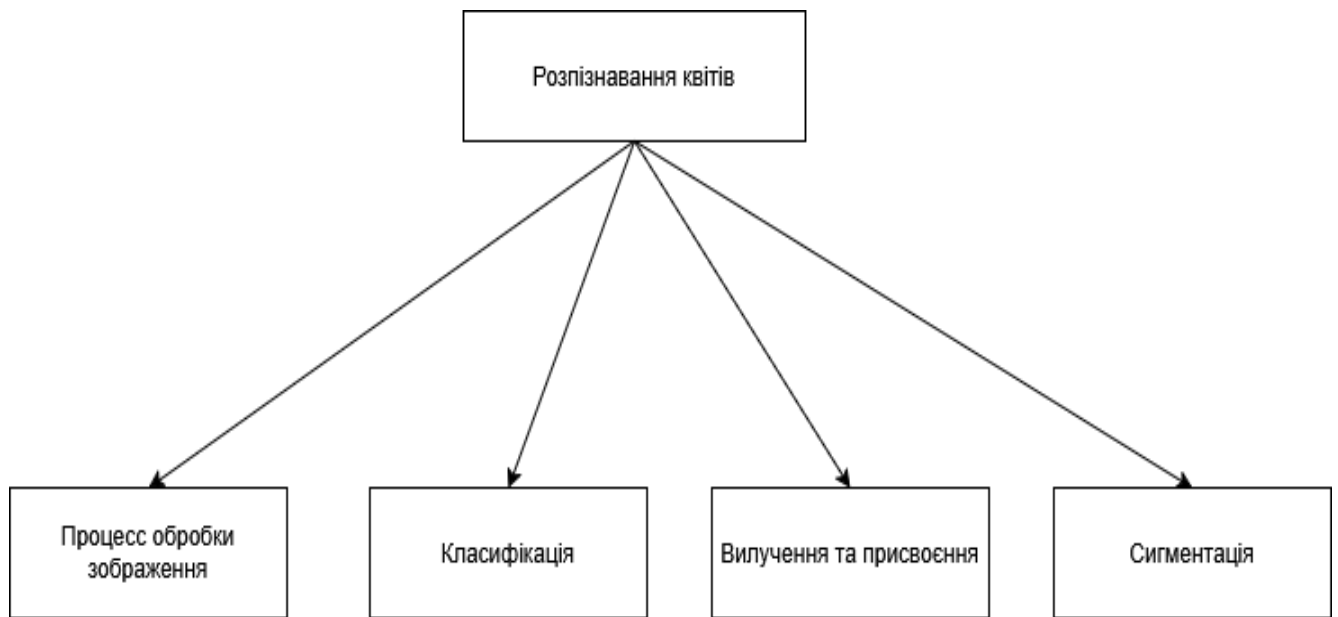 Розпізнавання квітів
Процесс обробки
зображення
Класифікація
Вилучення та присвоєння
Сигментація